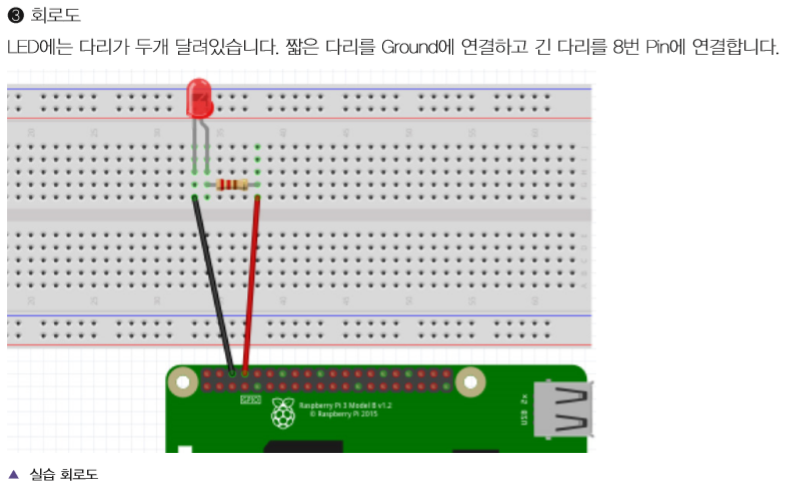 ❸ 회로도
LED에는 다리가 두개 달려있습니다. 짧은 다리를 Ground에 연결하고 긴 다리를 8번 Pin에 연결합니다.
GPIO
Raspberry Pi 3 Model B v1.2
© Raspberry Pi 2015
USB 2x
▲ 실습 회로도